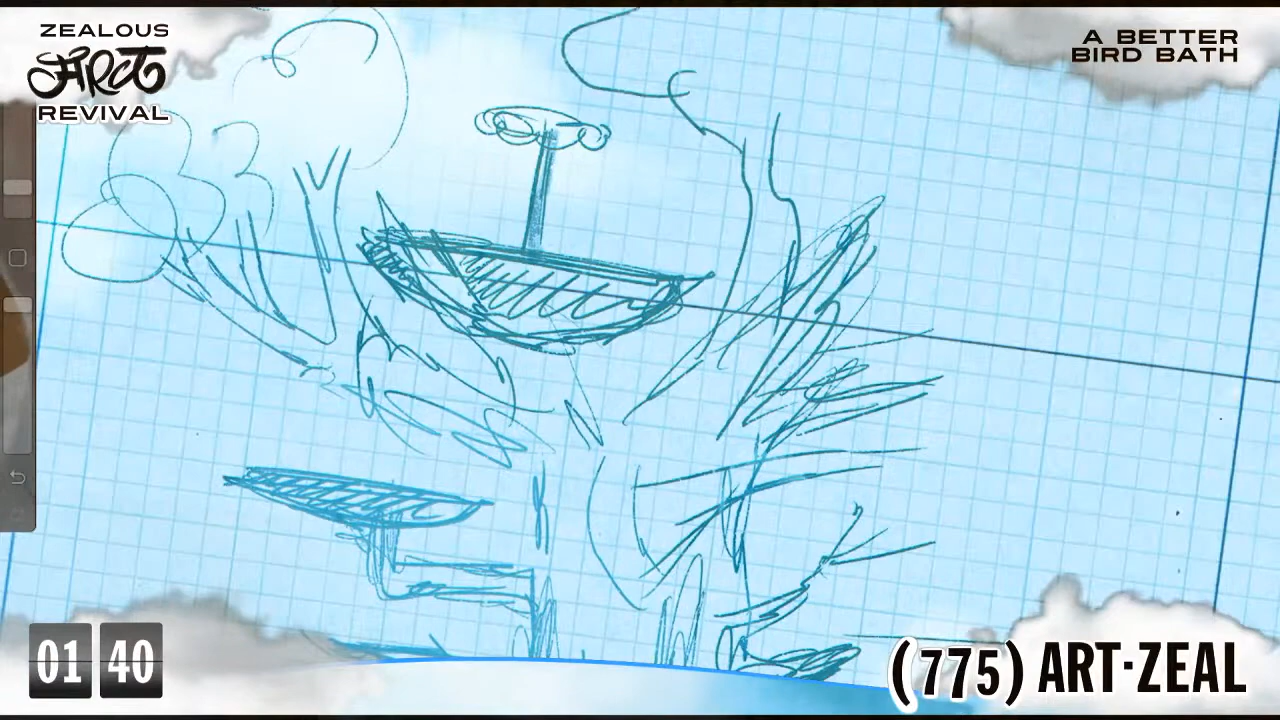 ZEALOUS
ART
REVIVAL
A BETTER
BIRD BATH
01 40
(775) ART·ZEAL